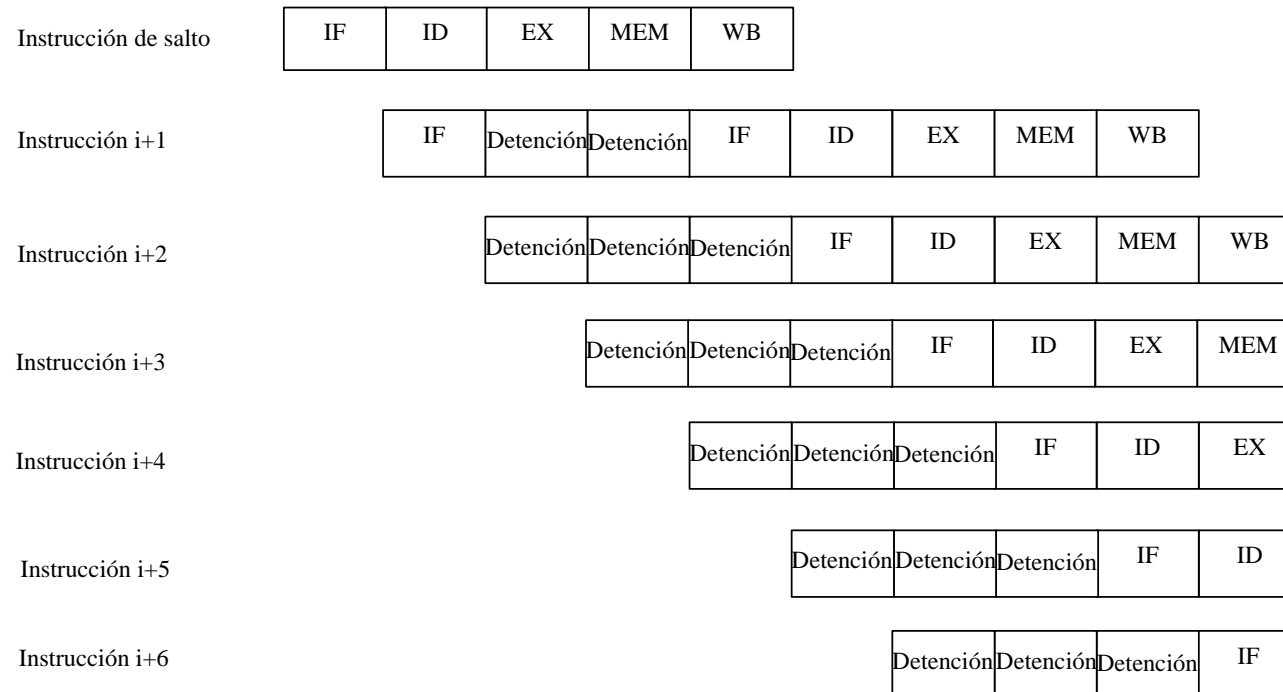 Instrucción de salto IF ID EX MEM WB
Instrucción i+1 IF Detención Detención IF ID EX MEM WB
Instrucción i+2 Detención Detención Detención IF ID EX MEM WB
Instrucción i+3 Detención Detención Detención IF ID EX MEM
Instrucción i+4 Detención Detención Detención IF ID EX
Instrucción i+5 Detención Detención Detención IF ID
Instrucción i+6 Detención Detención Detención IF